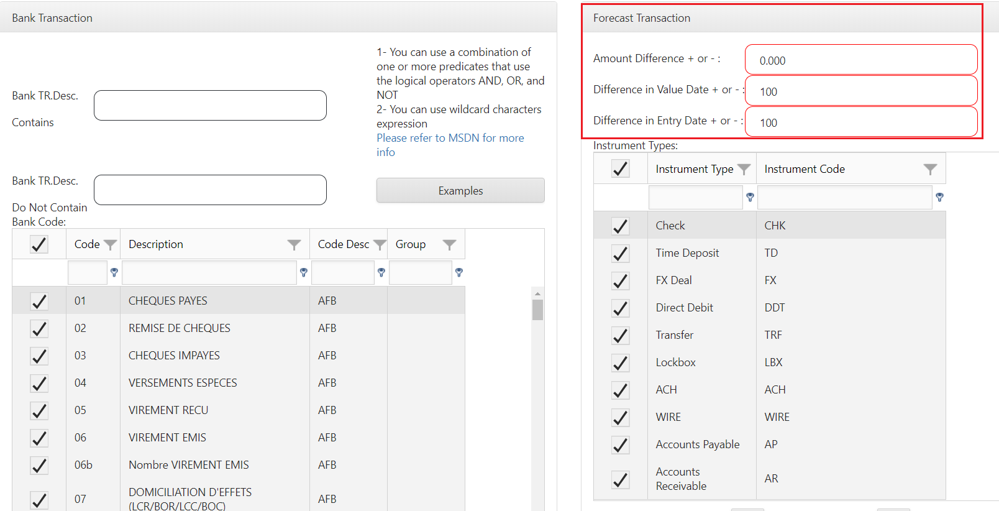 Bank Transaction
1- You can use a combination of
one or more predicates that use
the logical operators AND, OR, and
NOT
2- You can use wildcard characters
expression
Please refer to MSDN for more
info
Bank TR.Desc.
Contains
Bank TR.Desc.
Do Not Contain
Examples
Bank Code:
Code Description Code Desc Group
01 CHEQUES PAYES AFB
02 REMISE DE CHEQUES AFB
03 CHEQUES IMPAYES AFB
04 VERSEMENTS ESPECES AFB
05 VIREMENT RECU AFB
06 VIREMENT EMIS AFB
06b Nombre VIREMENT EMIS AFB
07 DOMICILIATION D'EFFETS AFB
(LCR/BOR/LCC/BOC)
Forecast Transaction
Amount Difference + or - : 0.000
Difference in Value Date + or - : 100
Difference in Entry Date + or - : 100
Instrument Types:
Instrument Type Instrument Code
Check CHK
Time Deposit TD
FX Deal FX
Direct Debit DDT
Transfer TRF
Lockbox LBX
ACH ACH
WIRE WIRE
Accounts Payable AP
Accounts
Receivable AR